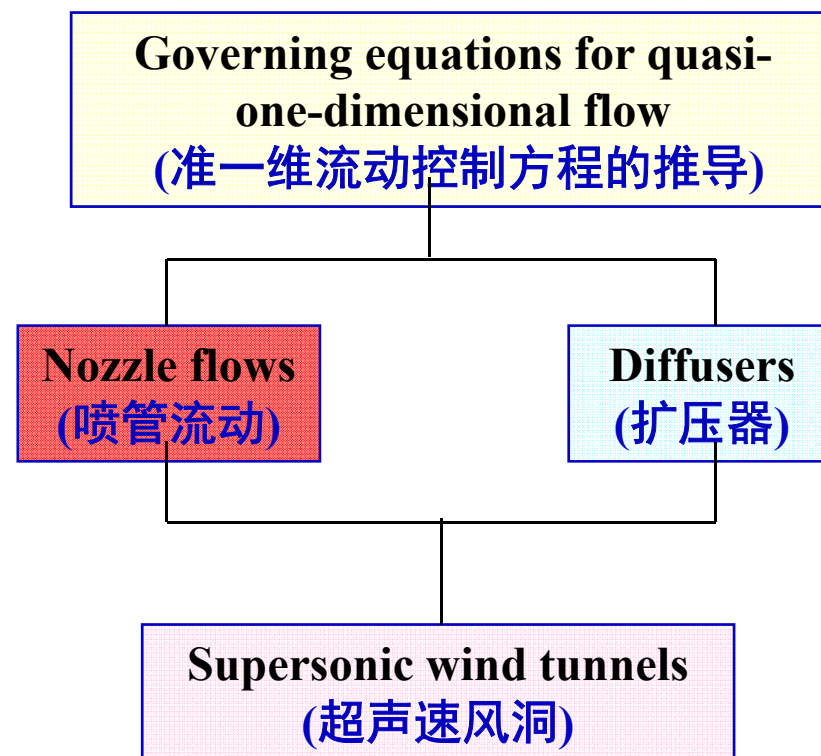 Governing equations for quasi-
one-dimensional flow
(准一维流动控制方程的推导)
Nozzle flows
(喷管流动)
Diffusers
(扩压器)
Supersonic wind tunnels
(超声速风洞)